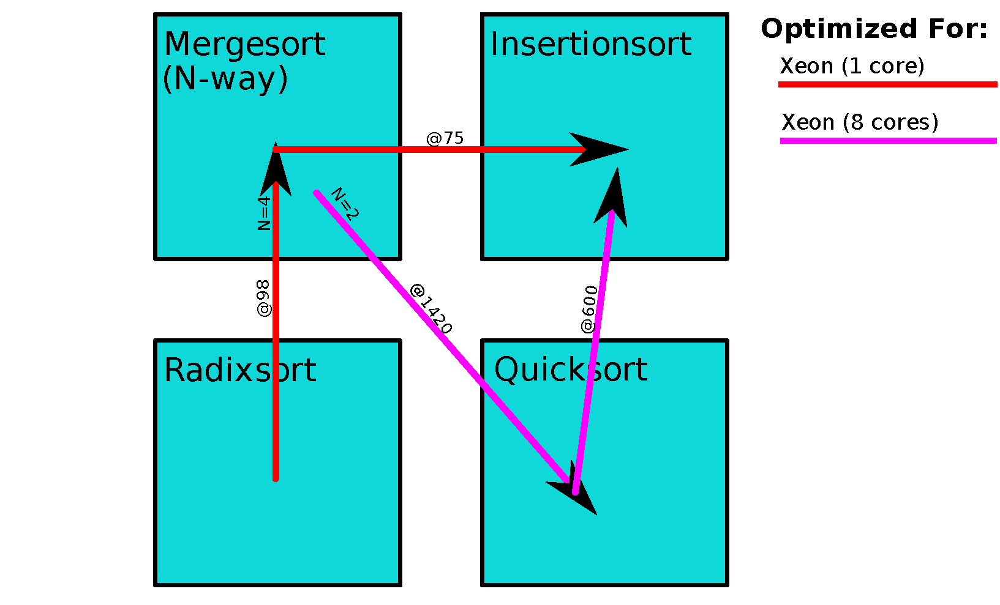 Mergesort
(N-way)
Insertionsort
Optimized For:
Xeon (1 core)
Xeon (8 cores)
@75
N=4
N=2
@98
@1420
@600
Radixsort
Quicksort